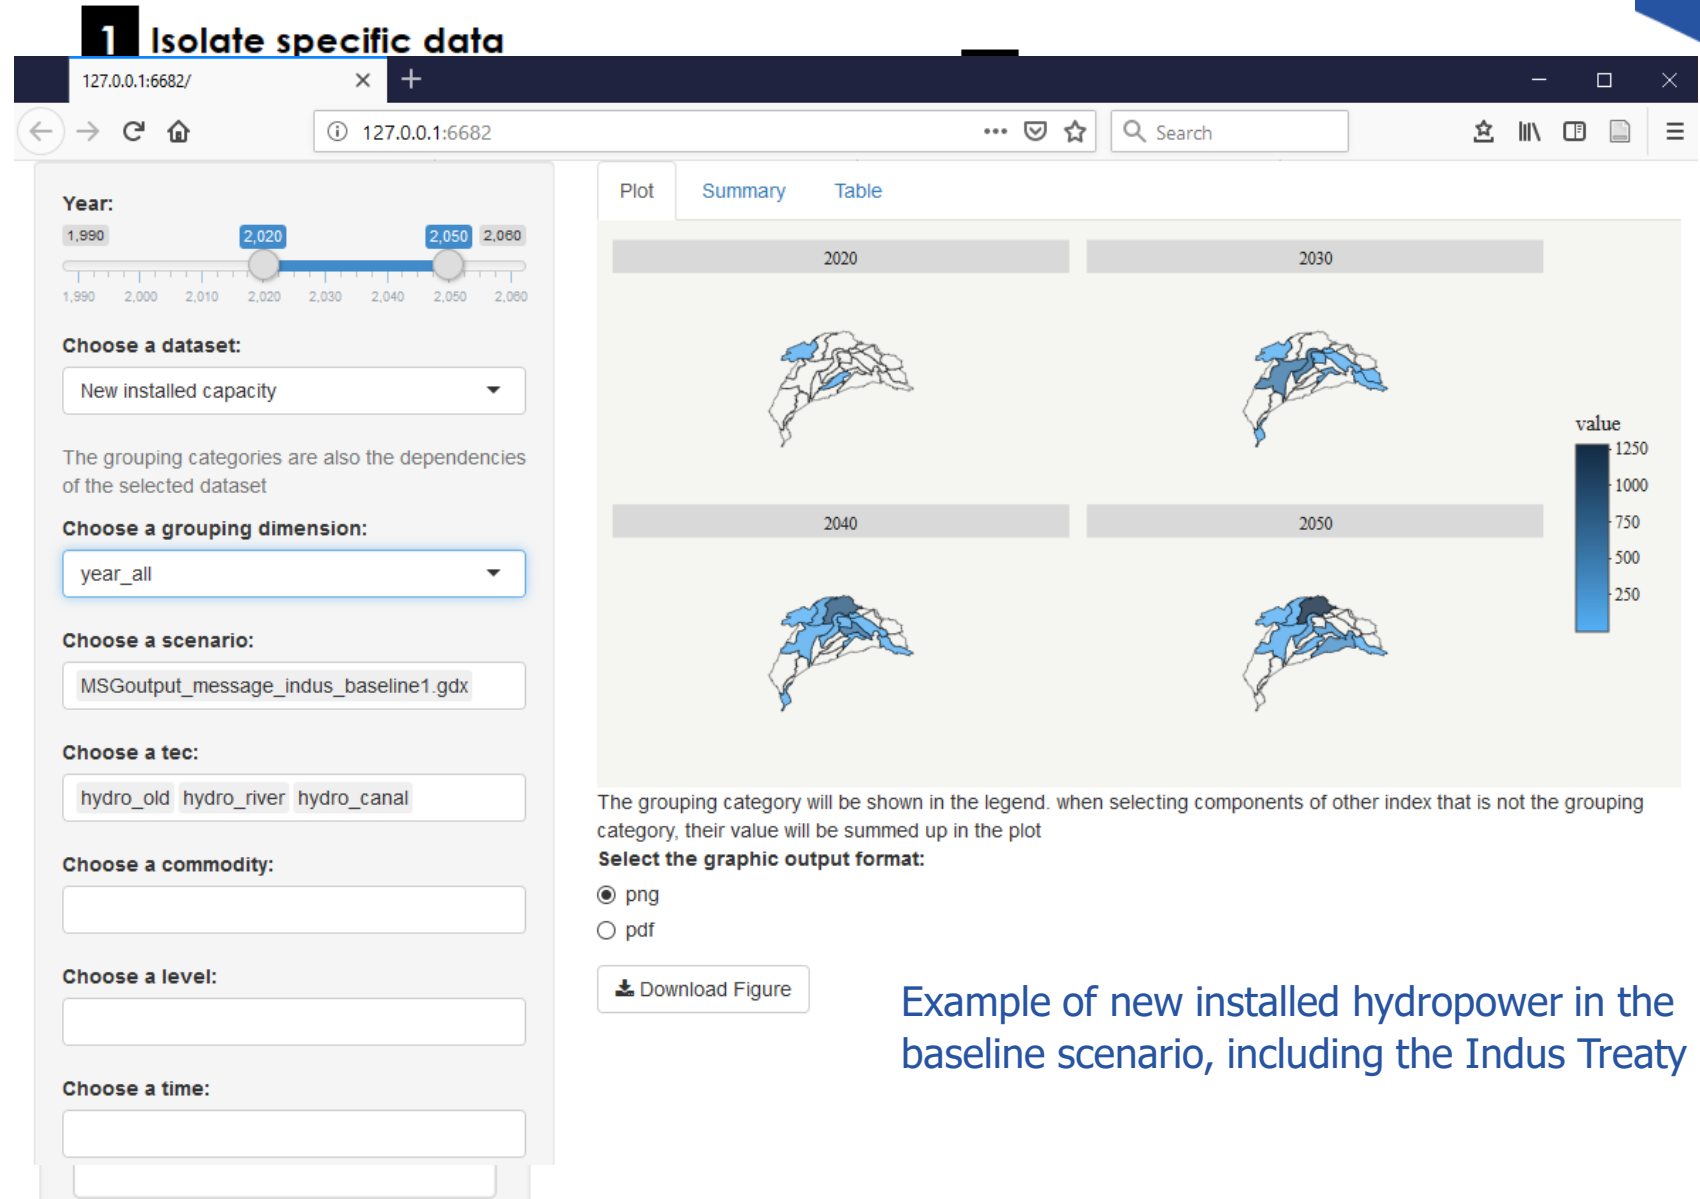 1 Isolate specific data
127.0.0.1:6682/
127.0.0.1:6682
Search
Year:
1,990 2,020 2,050 2,060
1,990 2,000 2,010 2,020 2,030 2,040 2,050 2,060
Choose a dataset:
New installed capacity
The grouping categories are also the dependencies
of the selected dataset
Choose a grouping dimension:
year_all
Choose a scenario:
MSGoutput_message_indus_baseline1.gdx
Choose a tec:
hydro_old hydro_river hydro_canal
Choose a commodity:
Choose a level:
Choose a time:
Plot Summary Table
2020 2030
2040 2050
value
1250
1000
750
500
250
The grouping category will be shown in the legend. when selecting components of other index that is not the grouping
category, their value will be summed up in the plot
Select the graphic output format:
png
pdf
Download Figure
Example of new installed hydropower in the
baseline scenario, including the Indus Treaty